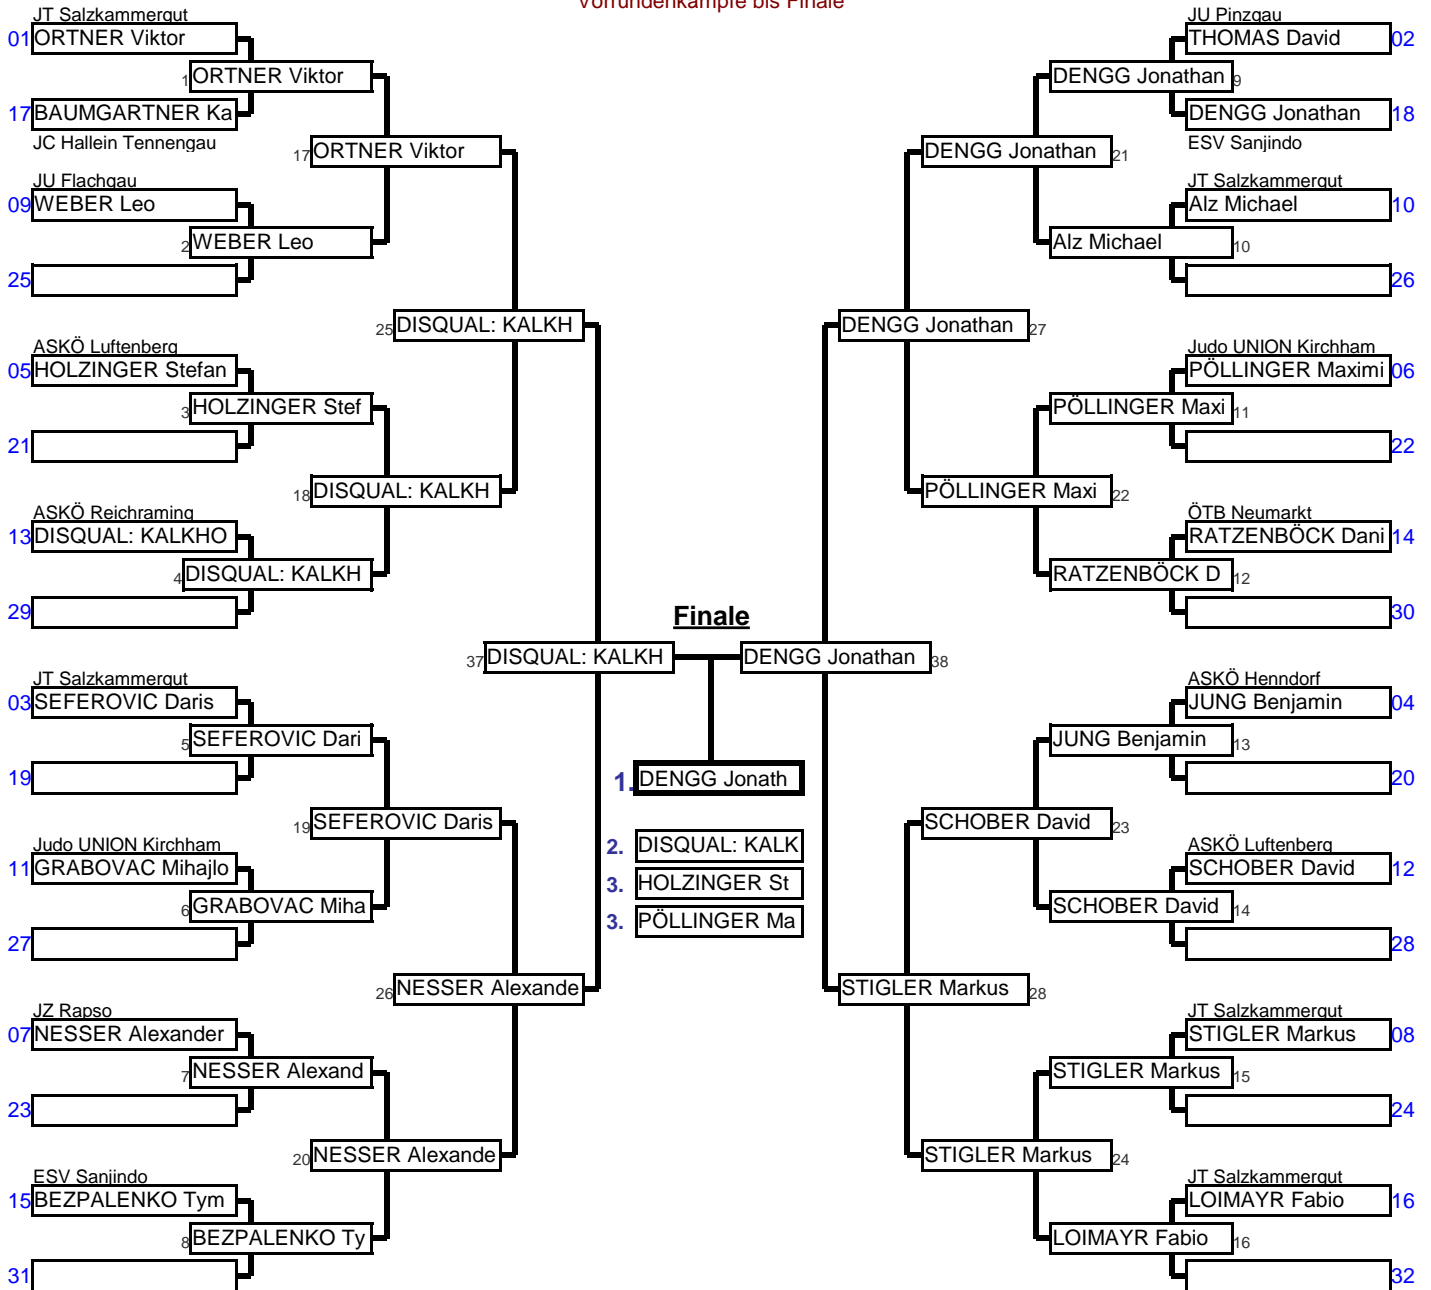 Vorrundenkämpfe bis Finale
JT Salzkammergut
01 ORTNER Viktor
1 ORTNER Viktor
17 BAUMGARTNER Ka
JC Hallein Tennengau
17 ORTNER Viktor
JU Flachgau
09 WEBER Leo
2 WEBER Leo
25
25 DISQUAL: KALKH
ASKÖ Luftenberg
05 HOLZINGER Stefan
3 HOLZINGER Stef
21
18 DISQUAL: KALKH
ASKÖ Reichraming
13 DISQUAL: KALKHO
4 DISQUAL: KALKH
29
37 DISQUAL: KALKH
JT Salzkammergut
03 SEFEROVIC Daris
5 SEFEROVIC Dari
19
19 SEFEROVIC Daris
Judo UNION Kirchham
11 GRABOVAC Mihajlo
6 GRABOVAC Miha
27
26 NESSER Alexande
JZ Rapso
07 NESSER Alexander
7 NESSER Alexand
23
20 NESSER Alexande
ESV Sanjindo
15 BEZPALENKO Tym
8 BEZPALENKO Ty
31
Finale
1. DENGG Jonath
2. DISQUAL: KALK
3. HOLZINGER St
3. PÖLLINGER Ma
JU Pinzgau
THOMAS David 02
DENGG Jonathan 9
DENGG Jonathan 18
ESV Sanjindo
DENGG Jonathan 21
JT Salzkammergut
Alz Michael 10
Alz Michael 10
26
DENGG Jonathan 27
Judo UNION Kirchham
PÖLLINGER Maximi 06
PÖLLINGER Maxi 11
22
PÖLLINGER Maxi 22
ÖTB Neumarkt
RATZENBÖCK Dani 14
RATZENBÖCK D 12
30
DENGG Jonathan 38
ASKÖ Henndorf
JUNG Benjamin 04
JUNG Benjamin 13
20
SCHOBER David 23
ASKÖ Luftenberg
SCHOBER David 12
SCHOBER David 14
28
STIGLER Markus 28
JT Salzkammergut
STIGLER Markus 08
STIGLER Markus 15
24
STIGLER Markus 24
JT Salzkammergut
LOIMAYR Fabio 16
LOIMAYR Fabio 16
32